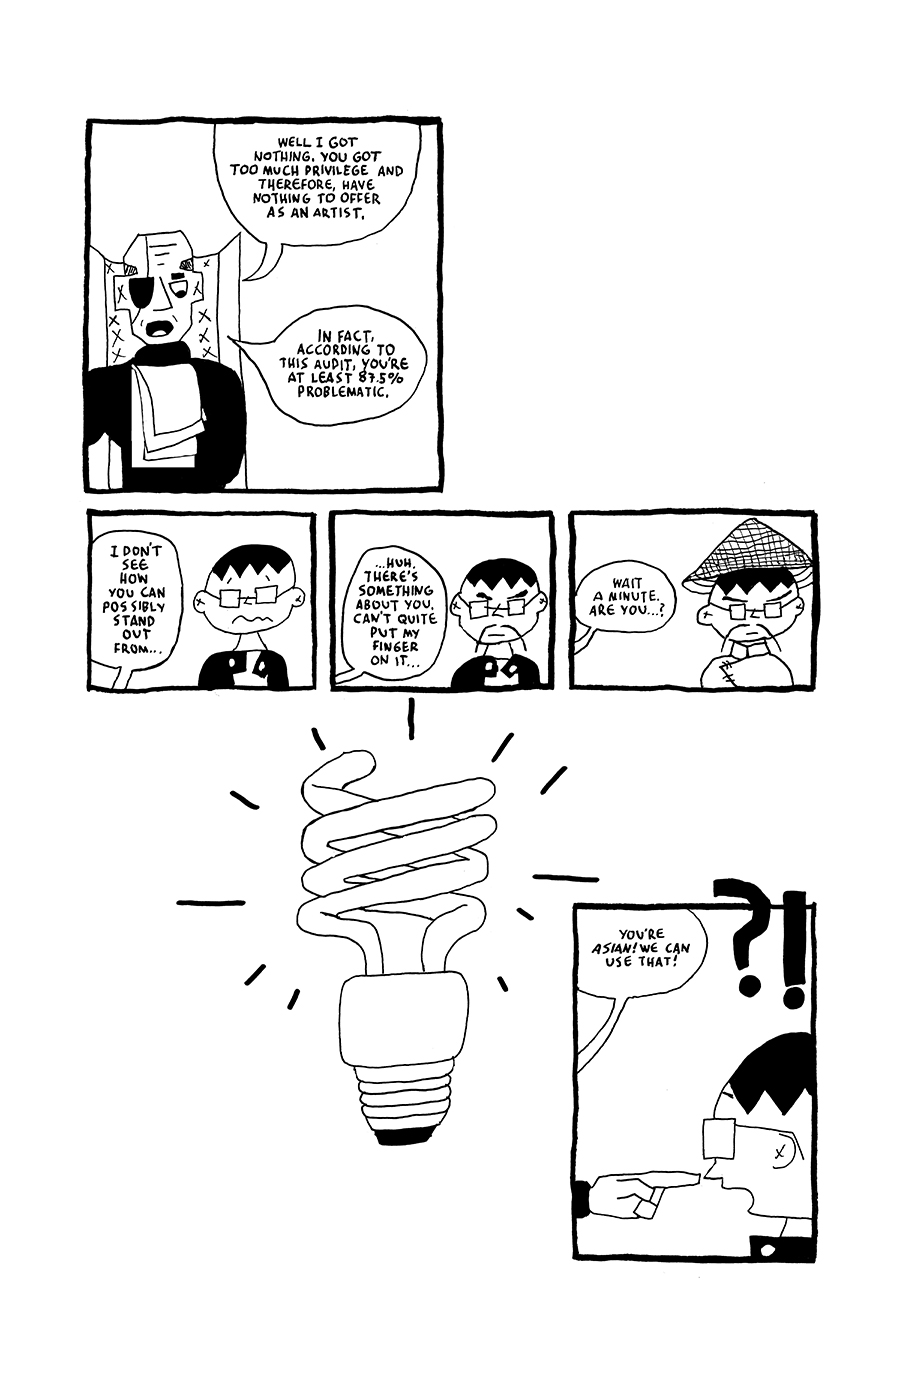 WELL I GOT
NOTHING. YOU GOT
TOO MUCH PRIVILEGE AND
THEREFORE, HAVE
NOTHING TO OFFER
AS AN ARTIST.
IN FACT,
ACCORDING TO
THIS AUDIT, YOU'RE
AT LEAST 87.5%
PROBLEMATIC.
I DON'T
SEE
HOW
YOU CAN
POSSIBLY
STAND
OUT
FROM...
...HUH.
THERE'S
SOMETHING
ABOUT YOU.
CAN'T QUITE
PUT MY
FINGER
ON IT...
WAIT
A MINUTE.
ARE YOU...?
?!
YOU'RE
ASIAN! WE CAN
USE THAT!